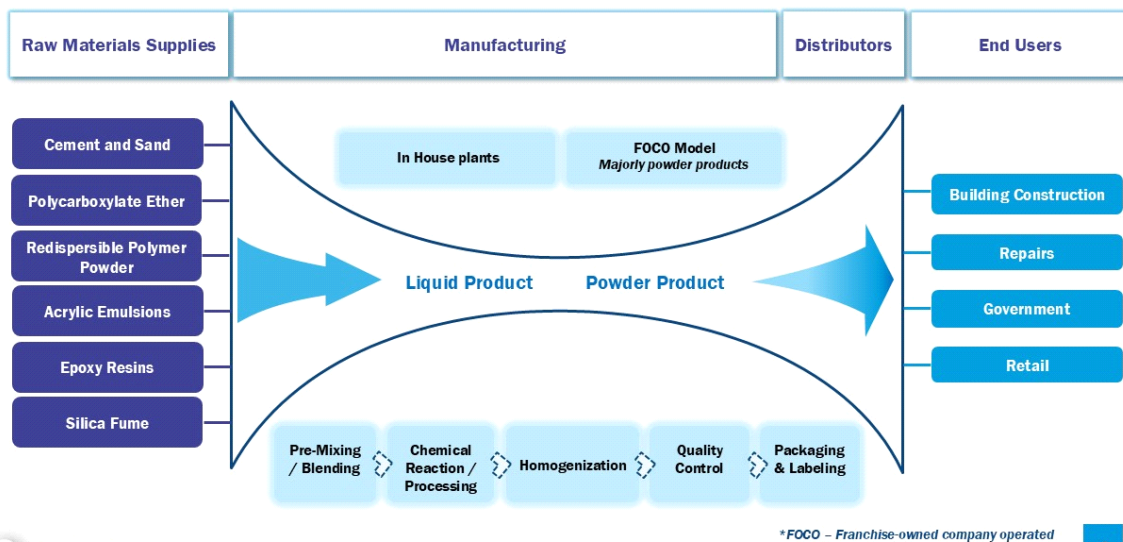 Raw Materials Supplies
Manufacturing
Distributors
End Users
Cement and Sand
Polycarboxylate Ether
Redispersible Polymer
Powder
Acrylic Emulsions
Epoxy Resins
Silica Fume
In House plants
FOCO Model
Majorly powder products
Liquid Product
Powder Product
Building Construction
Repairs
Government
Retail
Pre-Mixing
/ Blending
Chemical
Reaction /
Processing
Homogenization
Quality
Control
Packaging
& Labeling
*FOCO – Franchise-owned company operated